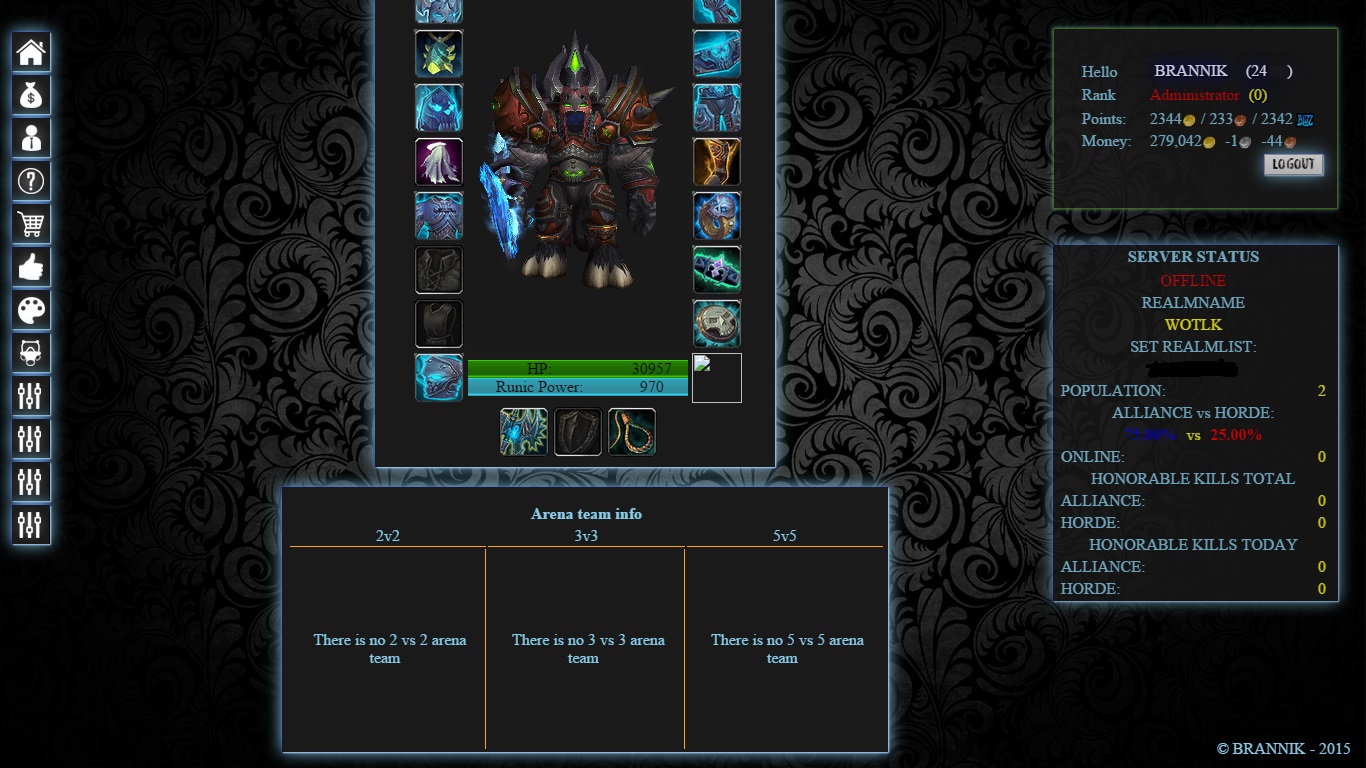 HP: 30957
Runic Power: 970
Arena team info
2v2 3v3 5v5
There is no 2 vs 2 arena team
There is no 3 vs 3 arena team
There is no 5 vs 5 arena team
Hello BRANNIK (24 )
Rank Administrator (0)
Points: 2344 / 233 / 2342
Money: 279,042 -1 -44
LOGOUT
SERVER STATUS
OFFLINE
REALMNAME
WOTLK
SET REALMLIST:
POPULATION: 2
ALLIANCE vs HORDE:
75.00% vs 25.00%
ONLINE: 0
HONORABLE KILLS TOTAL
ALLIANCE: 0
HORDE: 0
HONORABLE KILLS TODAY
ALLIANCE: 0
HORDE: 0
© BRANNIK - 2015